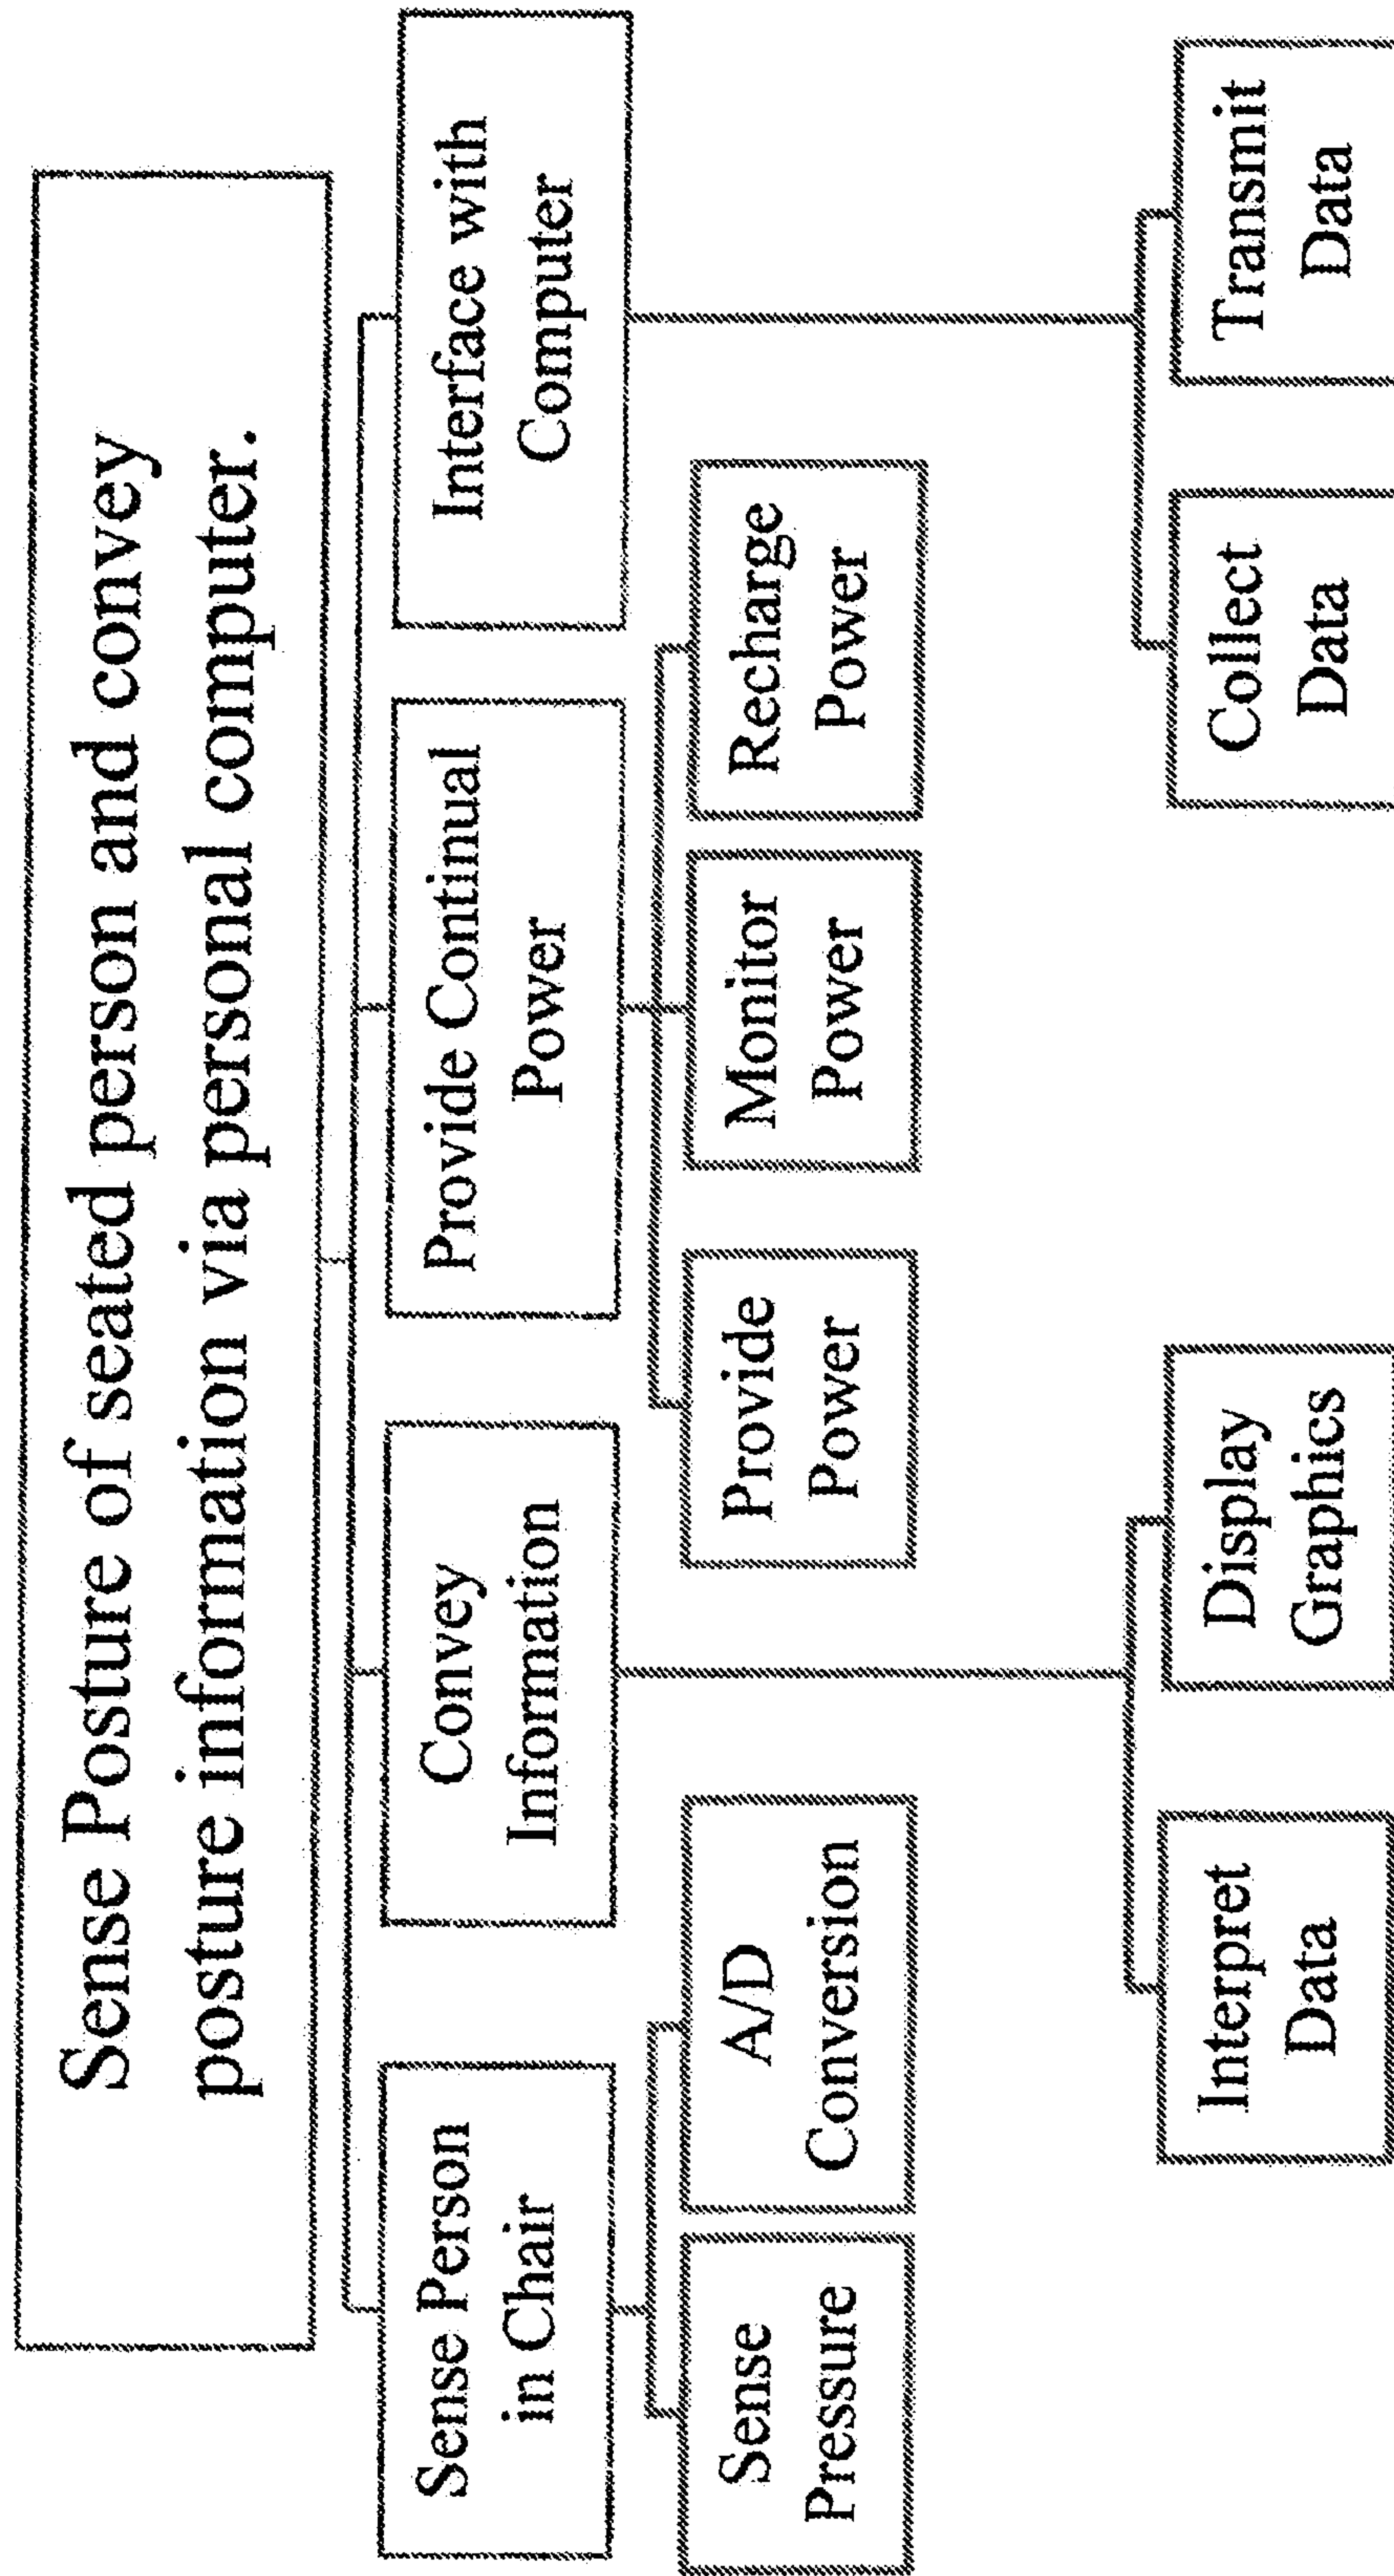 Sense Posture of seated person and convey
posture information via personal computer.
Sense Person
in Chair
Convey
Information
Provide Continual
Power
Interface with
Computer
Sense
Pressure
A/D
Conversion
Provide
Power
Monitor
Power
Recharge
Power
Interpret
Data
Display
Graphics
Collect
Data
Transmit
Data